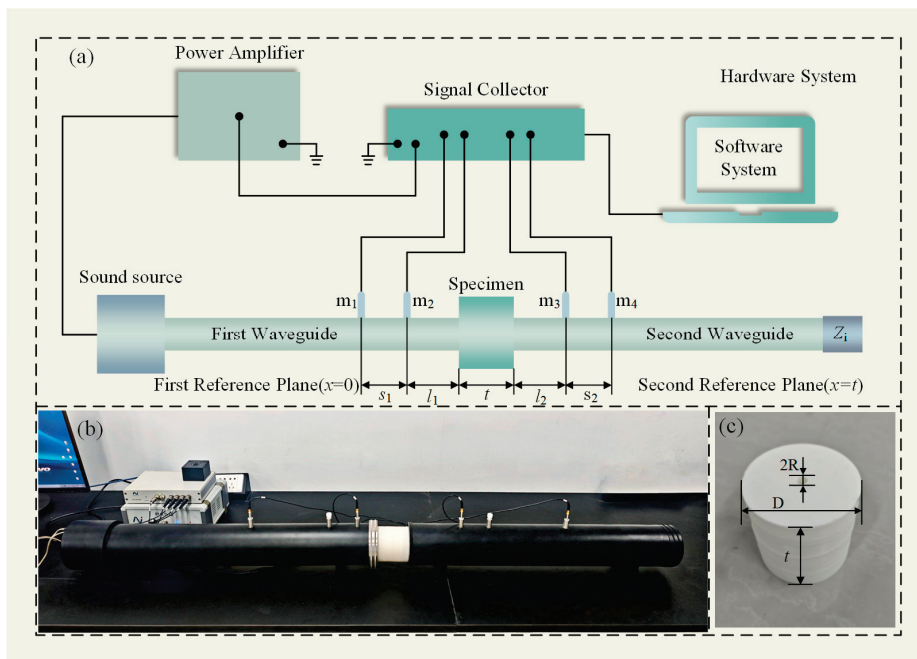 (a)
Power Amplifier
Signal Collector
Hardware System
Software
System
Sound source
m1
m2
Specimen
m3
m4
First Waveguide
Second Waveguide
Zi
First Reference Plane(x=0)
s1
l1
t
l2
s2
Second Reference Plane(x=t)
(b)
(c)
2R
D
t